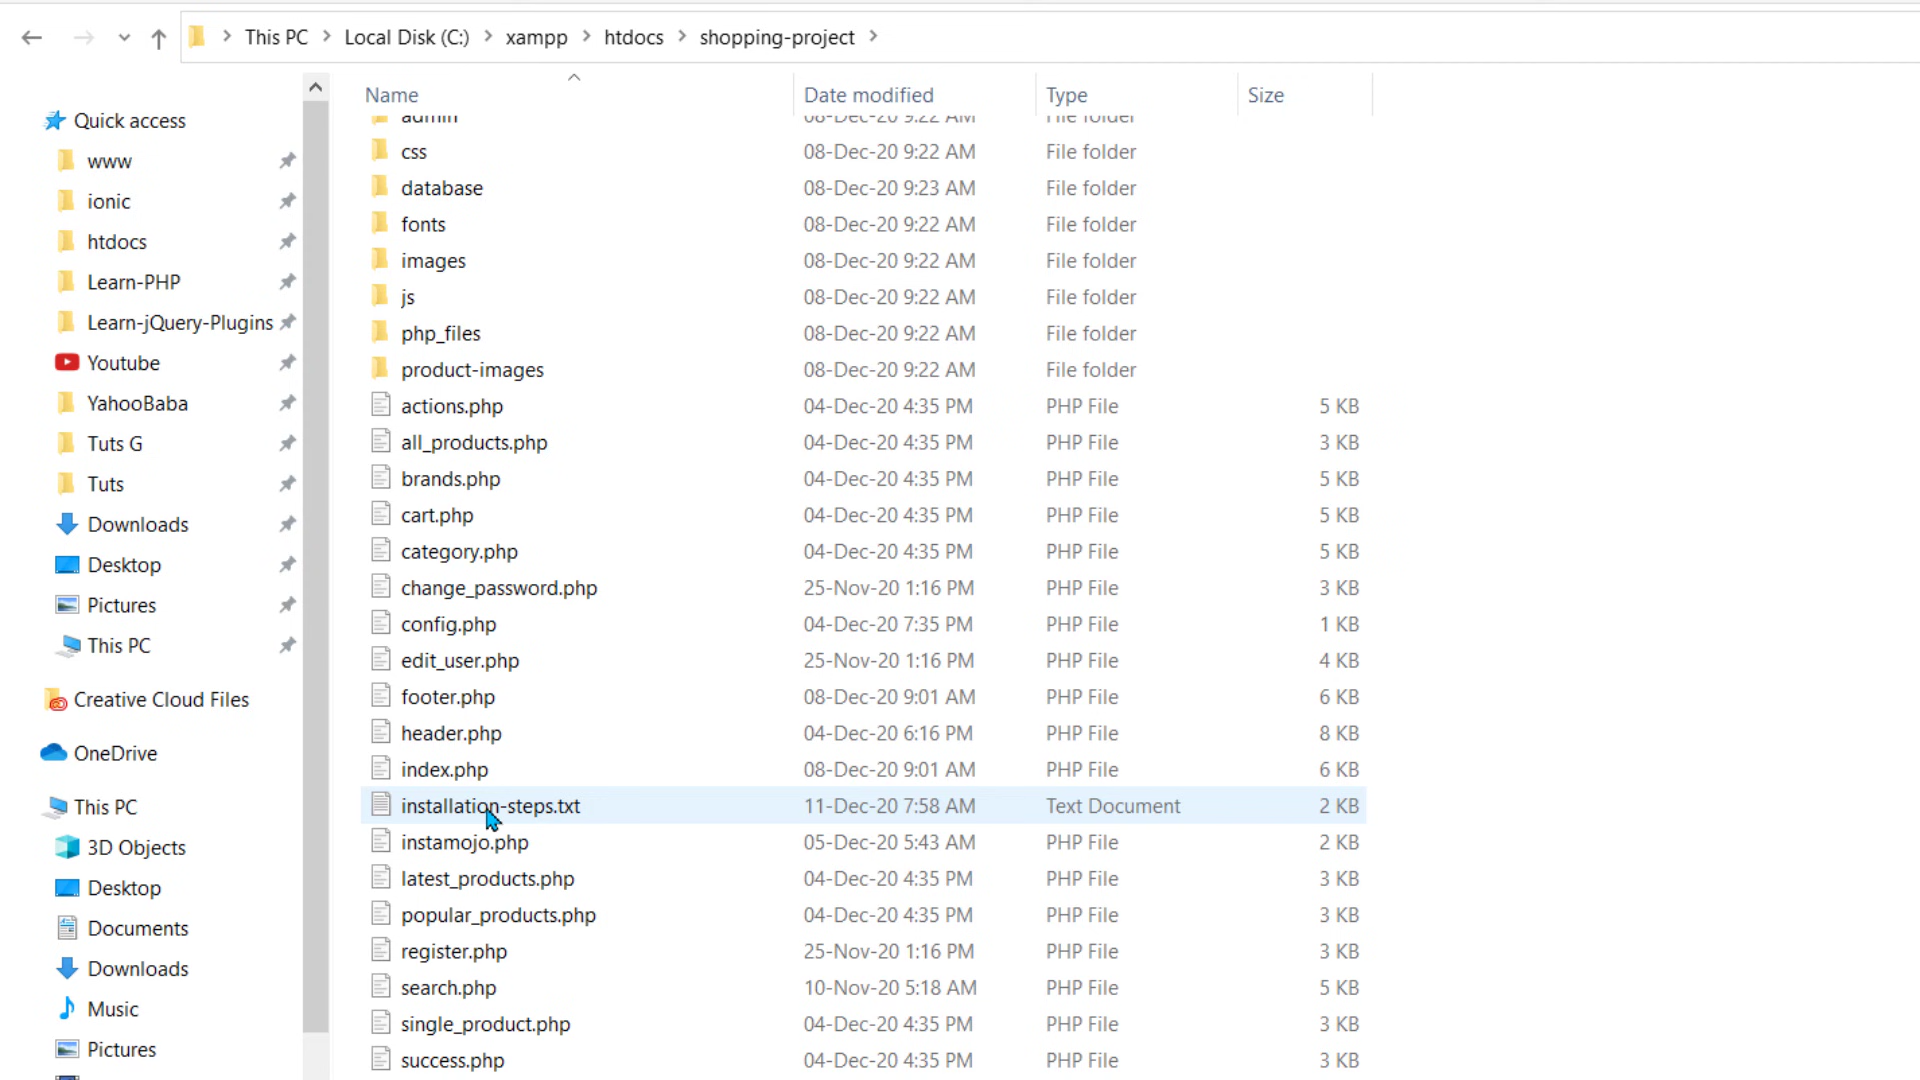 This PC > Local Disk (C:) > xampp > htdocs > shopping-project >
Name Date modified Type Size
Quick access
www
ionic
htdocs
Learn-PHP
Learn-jQuery-Plugins
Youtube
YahooBaba
Tuts G
Tuts
Downloads
Desktop
Pictures
This PC
Creative Cloud Files
OneDrive
This PC
3D Objects
Desktop
Documents
Downloads
Music
Pictures
admin 08-Dec-20 9:22 AM File folder
css 08-Dec-20 9:22 AM File folder
database 08-Dec-20 9:23 AM File folder
fonts 08-Dec-20 9:22 AM File folder
images 08-Dec-20 9:22 AM File folder
js 08-Dec-20 9:22 AM File folder
php_files 08-Dec-20 9:22 AM File folder
product-images 08-Dec-20 9:22 AM File folder
actions.php 04-Dec-20 4:35 PM PHP File 5 KB
all_products.php 04-Dec-20 4:35 PM PHP File 3 KB
brands.php 04-Dec-20 4:35 PM PHP File 5 KB
cart.php 04-Dec-20 4:35 PM PHP File 5 KB
category.php 04-Dec-20 4:35 PM PHP File 5 KB
change_password.php 25-Nov-20 1:16 PM PHP File 3 KB
config.php 04-Dec-20 7:35 PM PHP File 1 KB
edit_user.php 25-Nov-20 1:16 PM PHP File 4 KB
footer.php 08-Dec-20 9:01 AM PHP File 6 KB
header.php 04-Dec-20 6:16 PM PHP File 8 KB
index.php 08-Dec-20 9:01 AM PHP File 6 KB
installation-steps.txt 11-Dec-20 7:58 AM Text Document 2 KB
instamojo.php 05-Dec-20 5:43 AM PHP File 2 KB
latest_products.php 04-Dec-20 4:35 PM PHP File 3 KB
popular_products.php 04-Dec-20 4:35 PM PHP File 3 KB
register.php 25-Nov-20 1:16 PM PHP File 3 KB
search.php 10-Nov-20 5:18 AM PHP File 5 KB
single_product.php 04-Dec-20 4:35 PM PHP File 3 KB
success.php 04-Dec-20 4:35 PM PHP File 3 KB